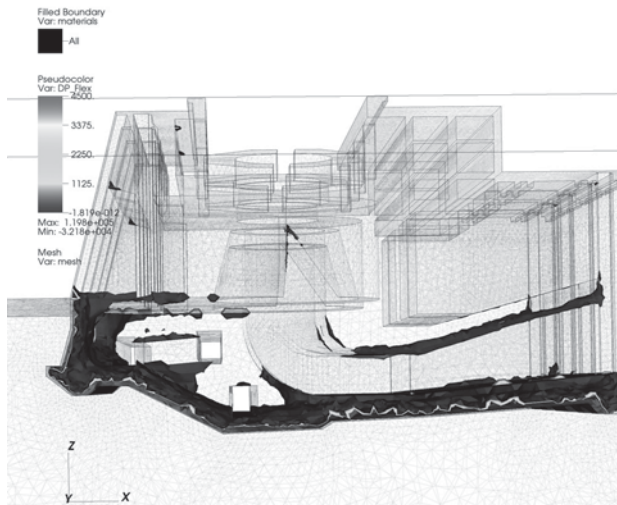 Filled Boundary
Var: materials
All
Pseudocolor
Var: DP_Flex
4500.
3375.
2250.
1125.
-1.819e-012
Max: 1.198e+005
Min: -3.218e+004
Mesh
Var: mesh
Z
Y
X